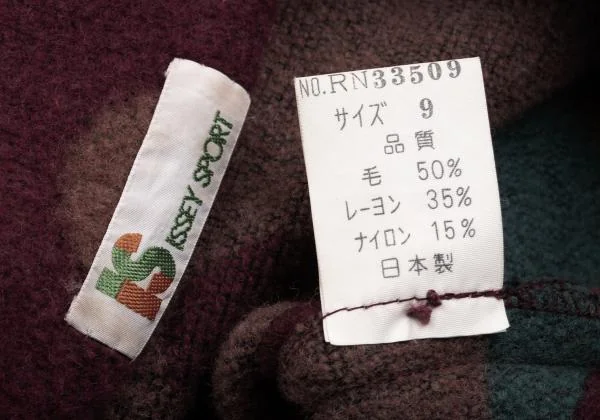 ISSEY SPORT
IS
NO.RN33509
サイズ 9
品質
毛 50%
レーヨン 35%
ナイロン 15%
日本製